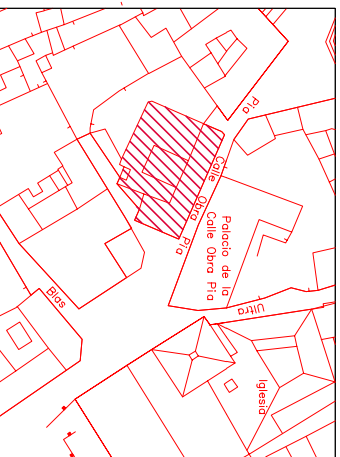 Pía
Calle
Obra
Pía
Palacio de la
Calle Obra Pía
Ultra
Iglesia
Blas